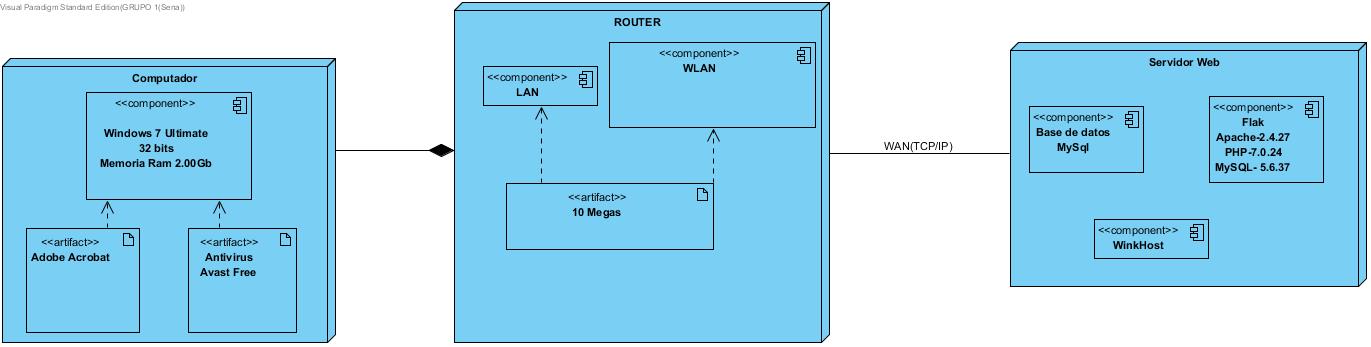 Visual Paradigm Standard Edition(GRUPO 1(Sena))
Computador
<<component>>
Windows 7 Ultimate
32 bits
Memoria Ram 2.00Gb
<<artifact>>
Adobe Acrobat
<<artifact>>
Antivirus
Avast Free
ROUTER
<<component>>
LAN
<<component>>
WLAN
<<artifact>>
10 Megas
WAN(TCP/IP)
Servidor Web
<<component>>
Base de datos
MySql
<<component>>
Flak
Apache-2.4.27
PHP-7.0.24
MySQL- 5.6.37
<<component>>
WinkHost